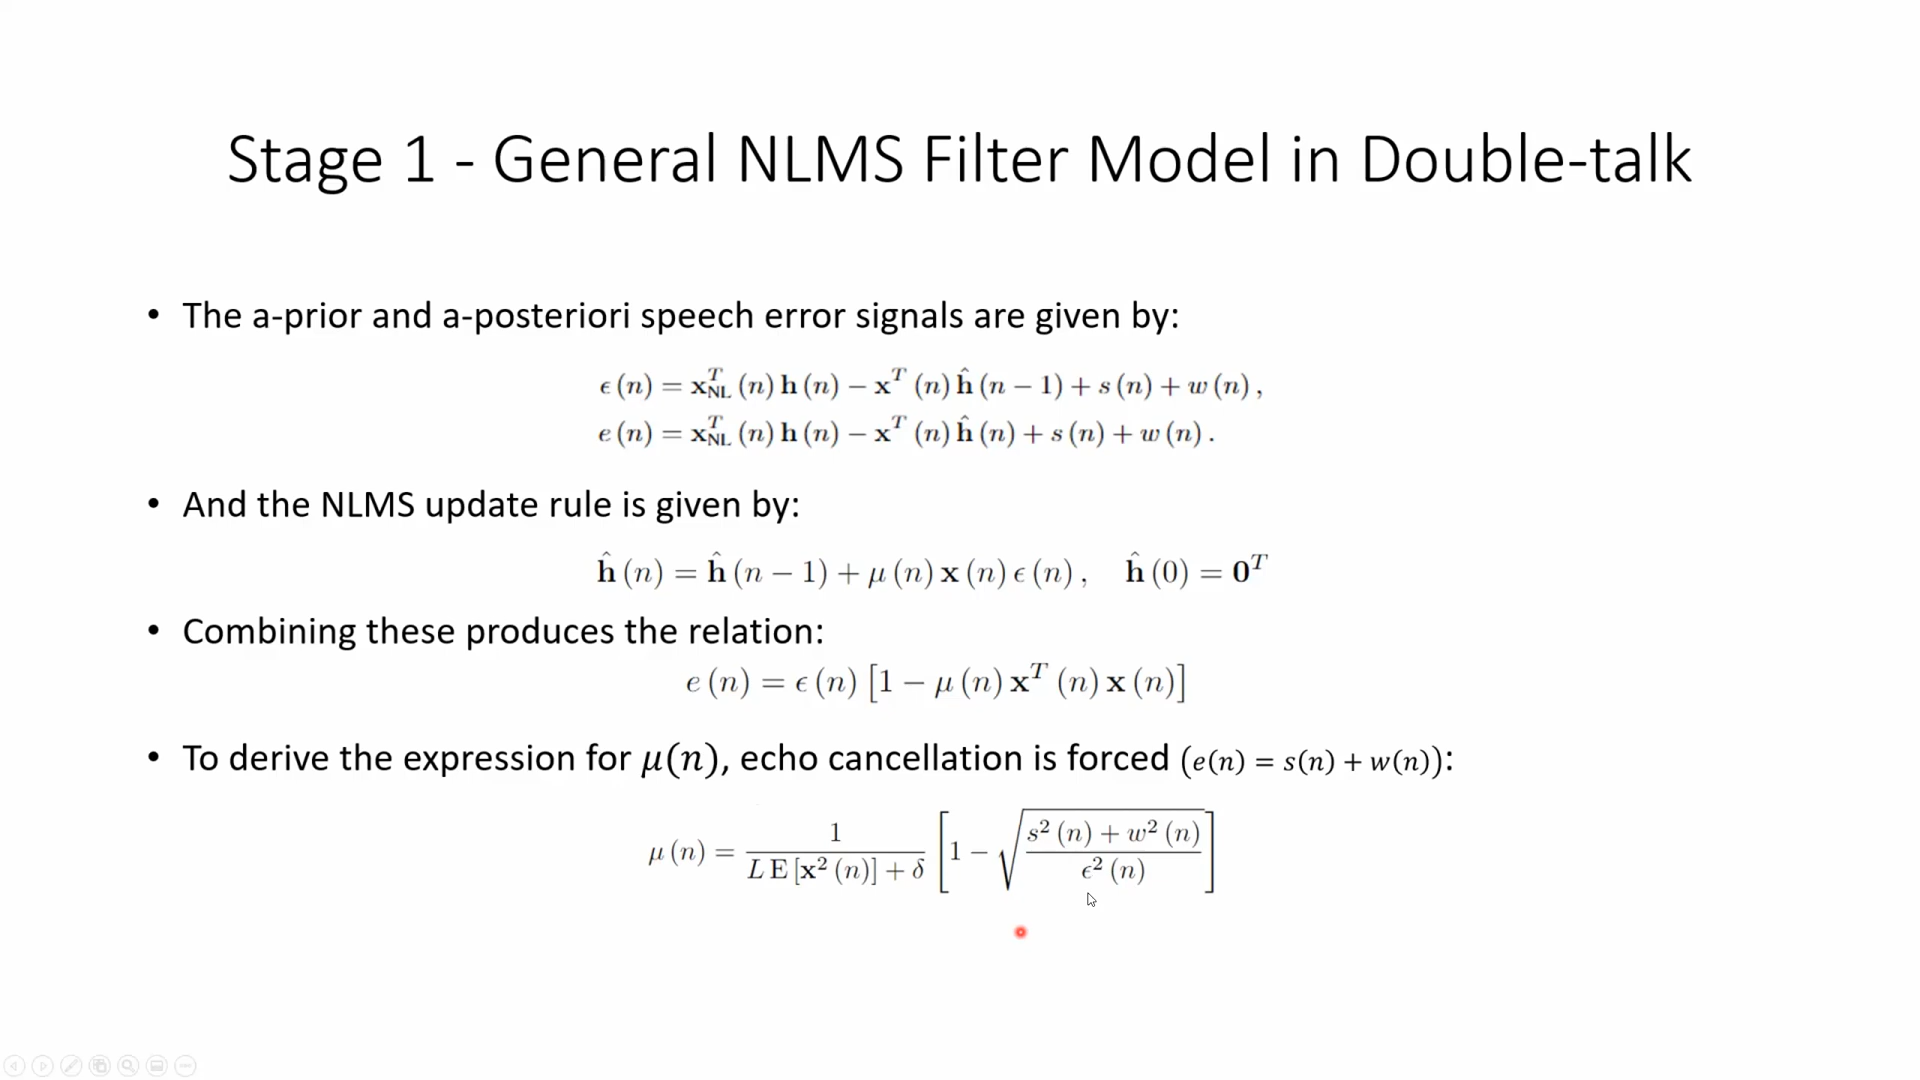 Stage 1 - General NLMS Filter Model in Double-talk
• The a-prior and a-posteriori speech error signals are given by:
ϵ (n) = x_NL^T (n) h (n) − x^T (n) ĥ (n − 1) + s (n) + w (n) ,
e (n) = x_NL^T (n) h (n) − x^T (n) ĥ (n) + s (n) + w (n) .
• And the NLMS update rule is given by:
ĥ (n) = ĥ (n − 1) + μ (n) x (n) ϵ (n) , ĥ (0) = 0^T
• Combining these produces the relation:
e (n) = ϵ (n) [1 − μ (n) x^T (n) x (n)]
• To derive the expression for μ(n), echo cancellation is forced (e(n) = s(n) + w(n)):
μ (n) = 1 / (L E [x² (n)] + δ) [1 − √((s² (n) + w² (n)) / ϵ² (n))]